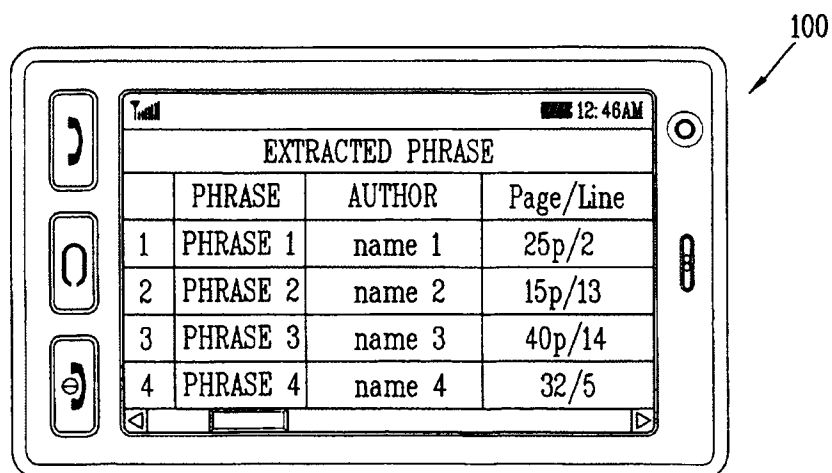 100
12:46AM
EXTRACTED PHRASE
PHRASE AUTHOR Page/Line
1 PHRASE 1 name 1 25p/2
2 PHRASE 2 name 2 15p/13
3 PHRASE 3 name 3 40p/14
4 PHRASE 4 name 4 32/5